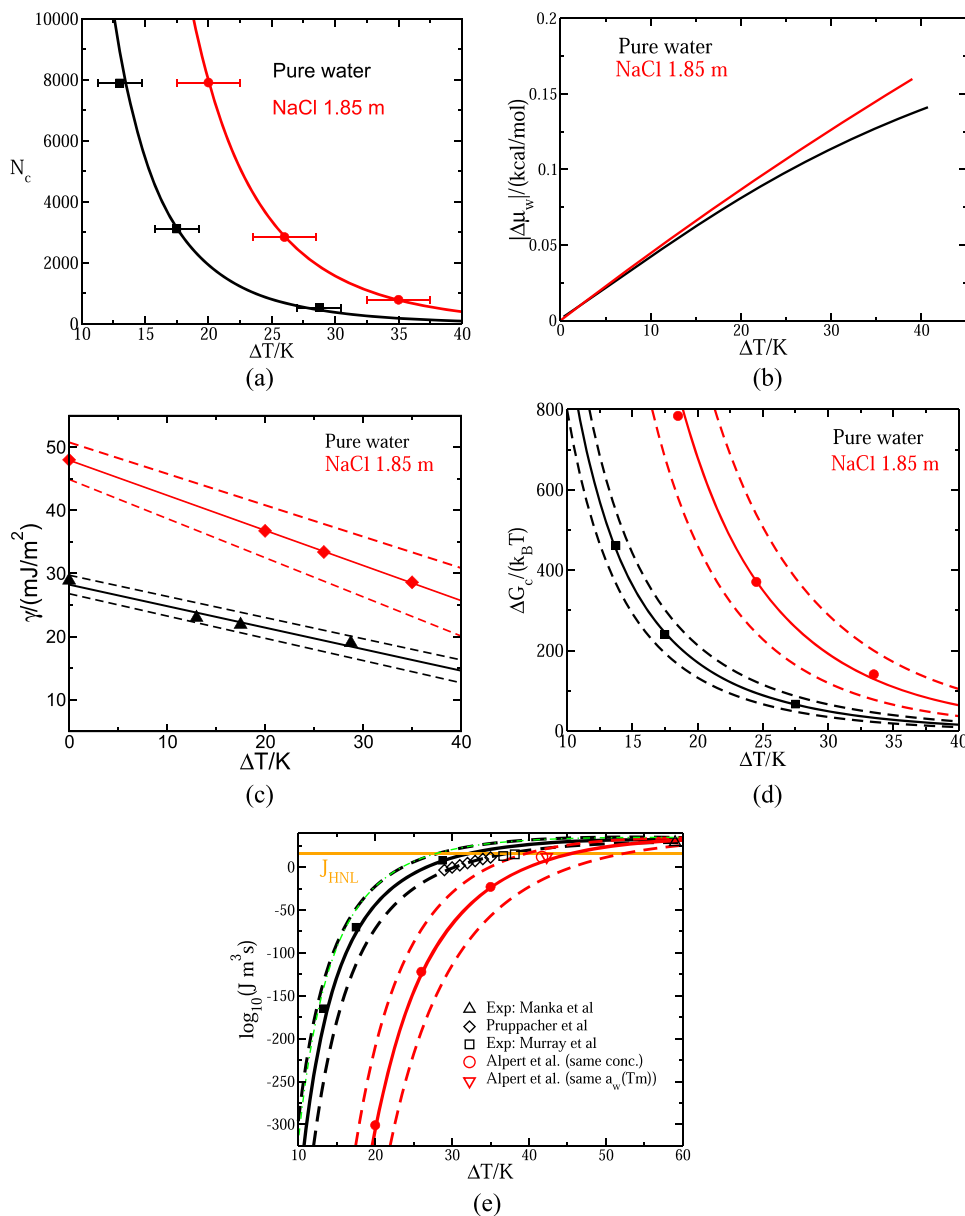 10000
8000
6000
4000
2000
0
N_c
Pure water
NaCl 1.85 m
10 15 20 25 30 35 40
ΔT/K
(a)
0.2
0.15
0.1
0.05
0
|Δμ_w|/(kcal/mol)
Pure water
NaCl 1.85 m
0 10 20 30 40
ΔT/K
(b)
50
40
30
20
10
γ/(mJ/m²)
Pure water
NaCl 1.85 m
0 10 20 30 40
ΔT/K
(c)
800
600
400
200
0
ΔG_c/(k_BT)
Pure water
NaCl 1.85 m
10 15 20 25 30 35 40
ΔT/K
(d)
0
-50
-100
-150
-200
-250
-300
log₁₀(J m³s)
J_HNL
Exp: Manka et al
Pruppacher et al
Exp: Murray et al
Alpert et al. (same conc.)
Alpert et al. (same a_w(Tm))
10 20 30 40 50 60
ΔT/K
(e)